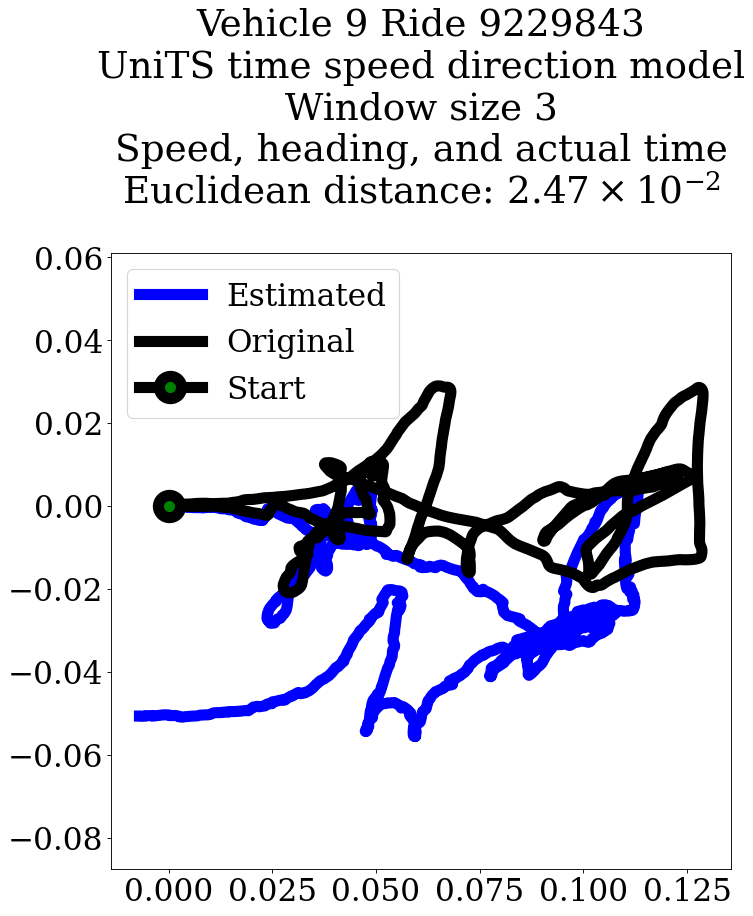 Vehicle 9 Ride 9229843
UniTS time speed direction model
Window size 3
Speed, heading, and actual time
Euclidean distance: 2.47 × 10⁻²
0.06
Estimated
0.04
Original
Start
0.02
0.00
−0.02
−0.04
−0.06
−0.08
0.000 0.025 0.050 0.075 0.100 0.125